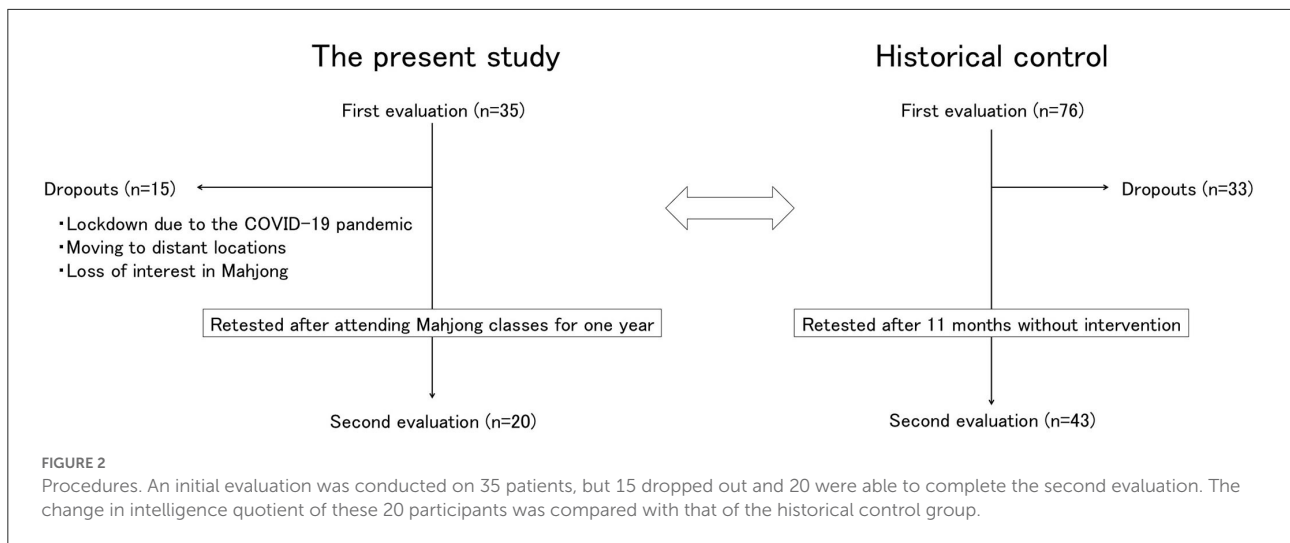 The present study
First evaluation (n=35)
Dropouts (n=15)
・Lockdown due to the COVID-19 pandemic
・Moving to distant locations
・Loss of interest in Mahjong
Retested after attending Mahjong classes for one year
Second evaluation (n=20)
Historical control
First evaluation (n=76)
Dropouts (n=33)
Retested after 11 months without intervention
Second evaluation (n=43)
FIGURE 2
Procedures. An initial evaluation was conducted on 35 patients, but 15 dropped out and 20 were able to complete the second evaluation. The
change in intelligence quotient of these 20 participants was compared with that of the historical control group.